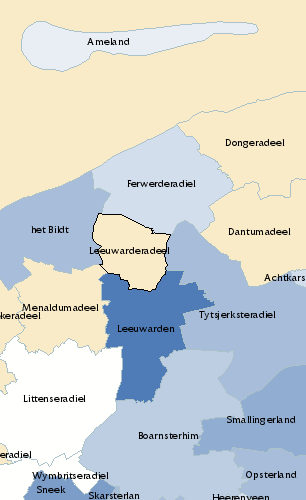 Ameland
Dongeradeel
Ferwerderadiel
het Bildt
Dantumadeel
Leeuwarderadeel
Achtkars
Menaldumadeel
keradeel
Tytsjerksteradiel
Leeuwarden
Littenseradiel
Smallingerland
Boarnsterhim
eradiel
Wymbritseradiel
Opsterland
Sneek
Skarsterlan
Heerenveen